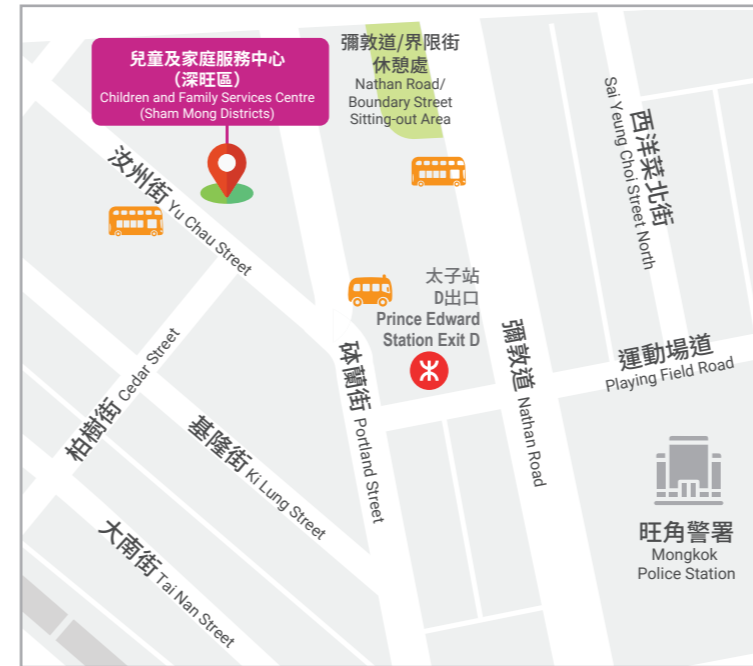 兒童及家庭服務中心
（深旺區）
Children and Family Services Centre
(Sham Mong Districts)
彌敦道/界限街
休憩處
Nathan Road/
Boundary Street
Sitting-out Area
西洋菜北街
Sai Yeung Choi Street North
汝州街 Yu Chau Street
太子站
D出口
Prince Edward
Station Exit D
彌敦道 Nathan Road
運動場道
Playing Field Road
砵蘭街 Portland Street
柏樹街 Cedar Street
基隆街 Ki Lung Street
大南街 Tai Nan Street
旺角警署
Mongkok
Police Station